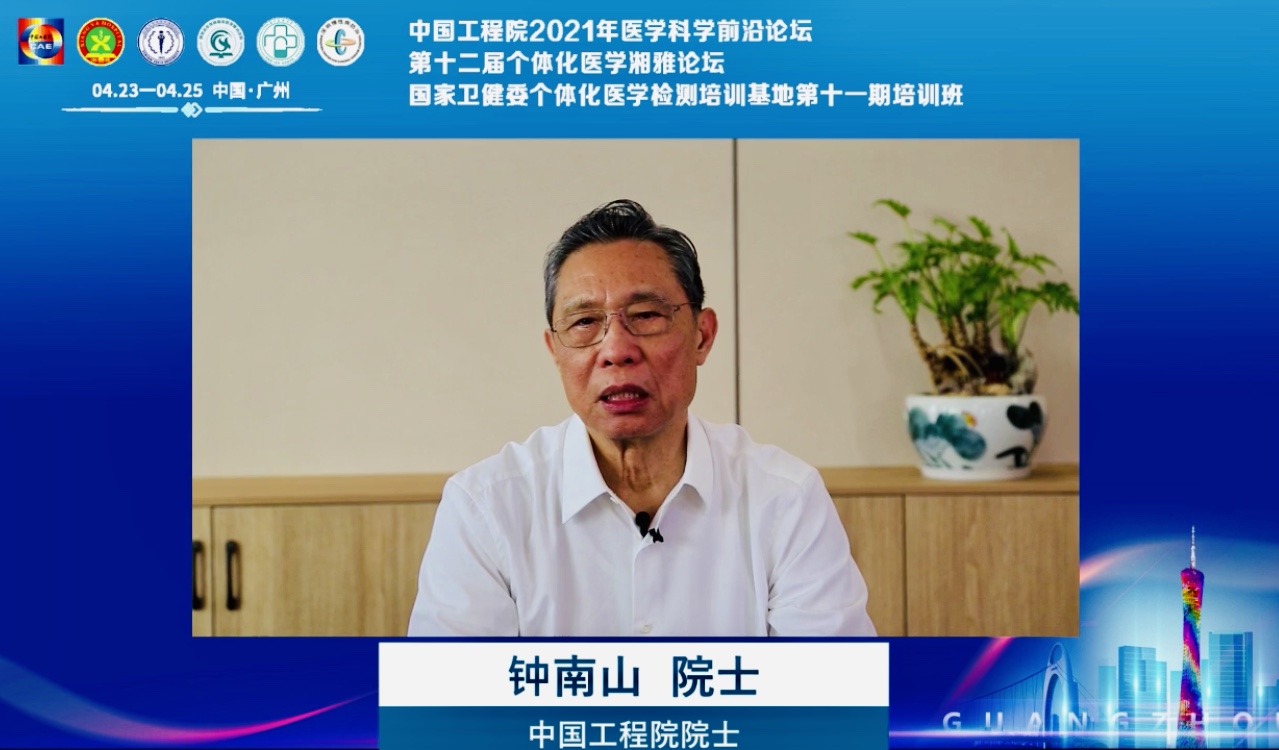 CAE
中国工程院2021年医学科学前沿论坛
第十二届个体化医学湘雅论坛
国家卫健委个体化医学检测培训基地第十一期培训班
04.23—04.25 中国·广州
钟南山 院士
中国工程院院士
GUANGZHOU